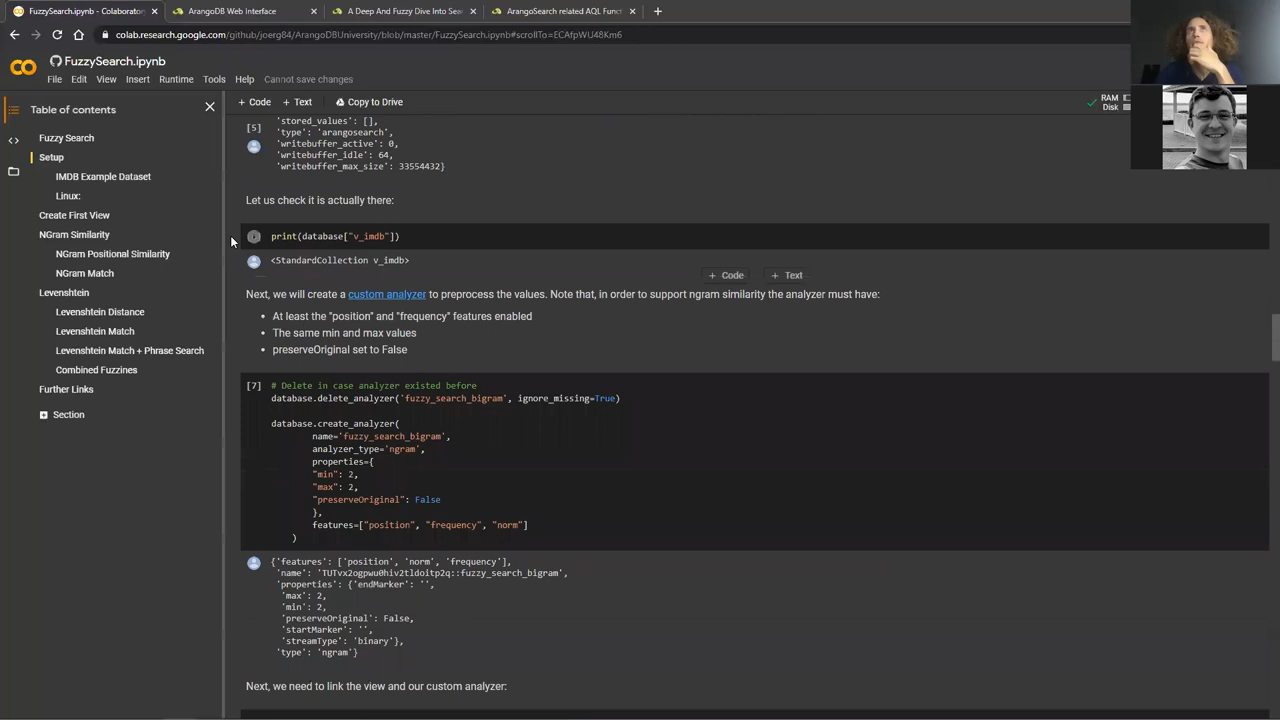 FuzzySearch.ipynb - Colaborator
ArangoDB Web Interface
A Deep And Fuzzy Dive Into Sea
ArangoSearch related AQL Funct
colab.research.google.com/github/joerg84/ArangoDBUniversity/blob/master/FuzzySearch.ipynb#scrollTo=ECAfpWU48Km6
FuzzySearch.ipynb
File Edit View Insert Runtime Tools Help Cannot save changes
Table of contents
+ Code + Text Copy to Drive
RAM
Disk
Fuzzy Search
Setup
IMDB Example Dataset
Linux:
Create First View
NGram Similarity
NGram Positional Similarity
NGram Match
Levenshtein
Levenshtein Distance
Levenshtein Match
Levenshtein Match + Phrase Search
Combined Fuzzines
Further Links
Section
[5]
'stored_values': [],
'type': 'arangosearch',
'writebuffer_active': 0,
'writebuffer_idle': 64,
'writebuffer_max_size': 33554432}
Let us check it is actually there:
print(database["v_imdb"])
<StandardCollection v_imdb>
+ Code + Text
Next, we will create a custom analyzer to preprocess the values. Note that, in order to support ngram similarity the analyzer must have:
• At least the "position" and "frequency" features enabled
• The same min and max values
• preserveOriginal set to False
[7] # Delete in case analyzer existed before
database.delete_analyzer('fuzzy_search_bigram', ignore_missing=True)
database.create_analyzer(
name='fuzzy_search_bigram',
analyzer_type='ngram',
properties={
"min": 2,
"max": 2,
"preserveOriginal": False
},
features=["position", "frequency", "norm"]
)
{'features': ['position', 'norm', 'frequency'],
'name': 'TUTvx2ogpwu0hiv2tldoitp2q::fuzzy_search_bigram',
'properties': {'endMarker': '',
'max': 2,
'min': 2,
'preserveOriginal': False,
'startMarker': '',
'streamType': 'binary'},
'type': 'ngram'}
Next, we need to link the view and our custom analyzer: